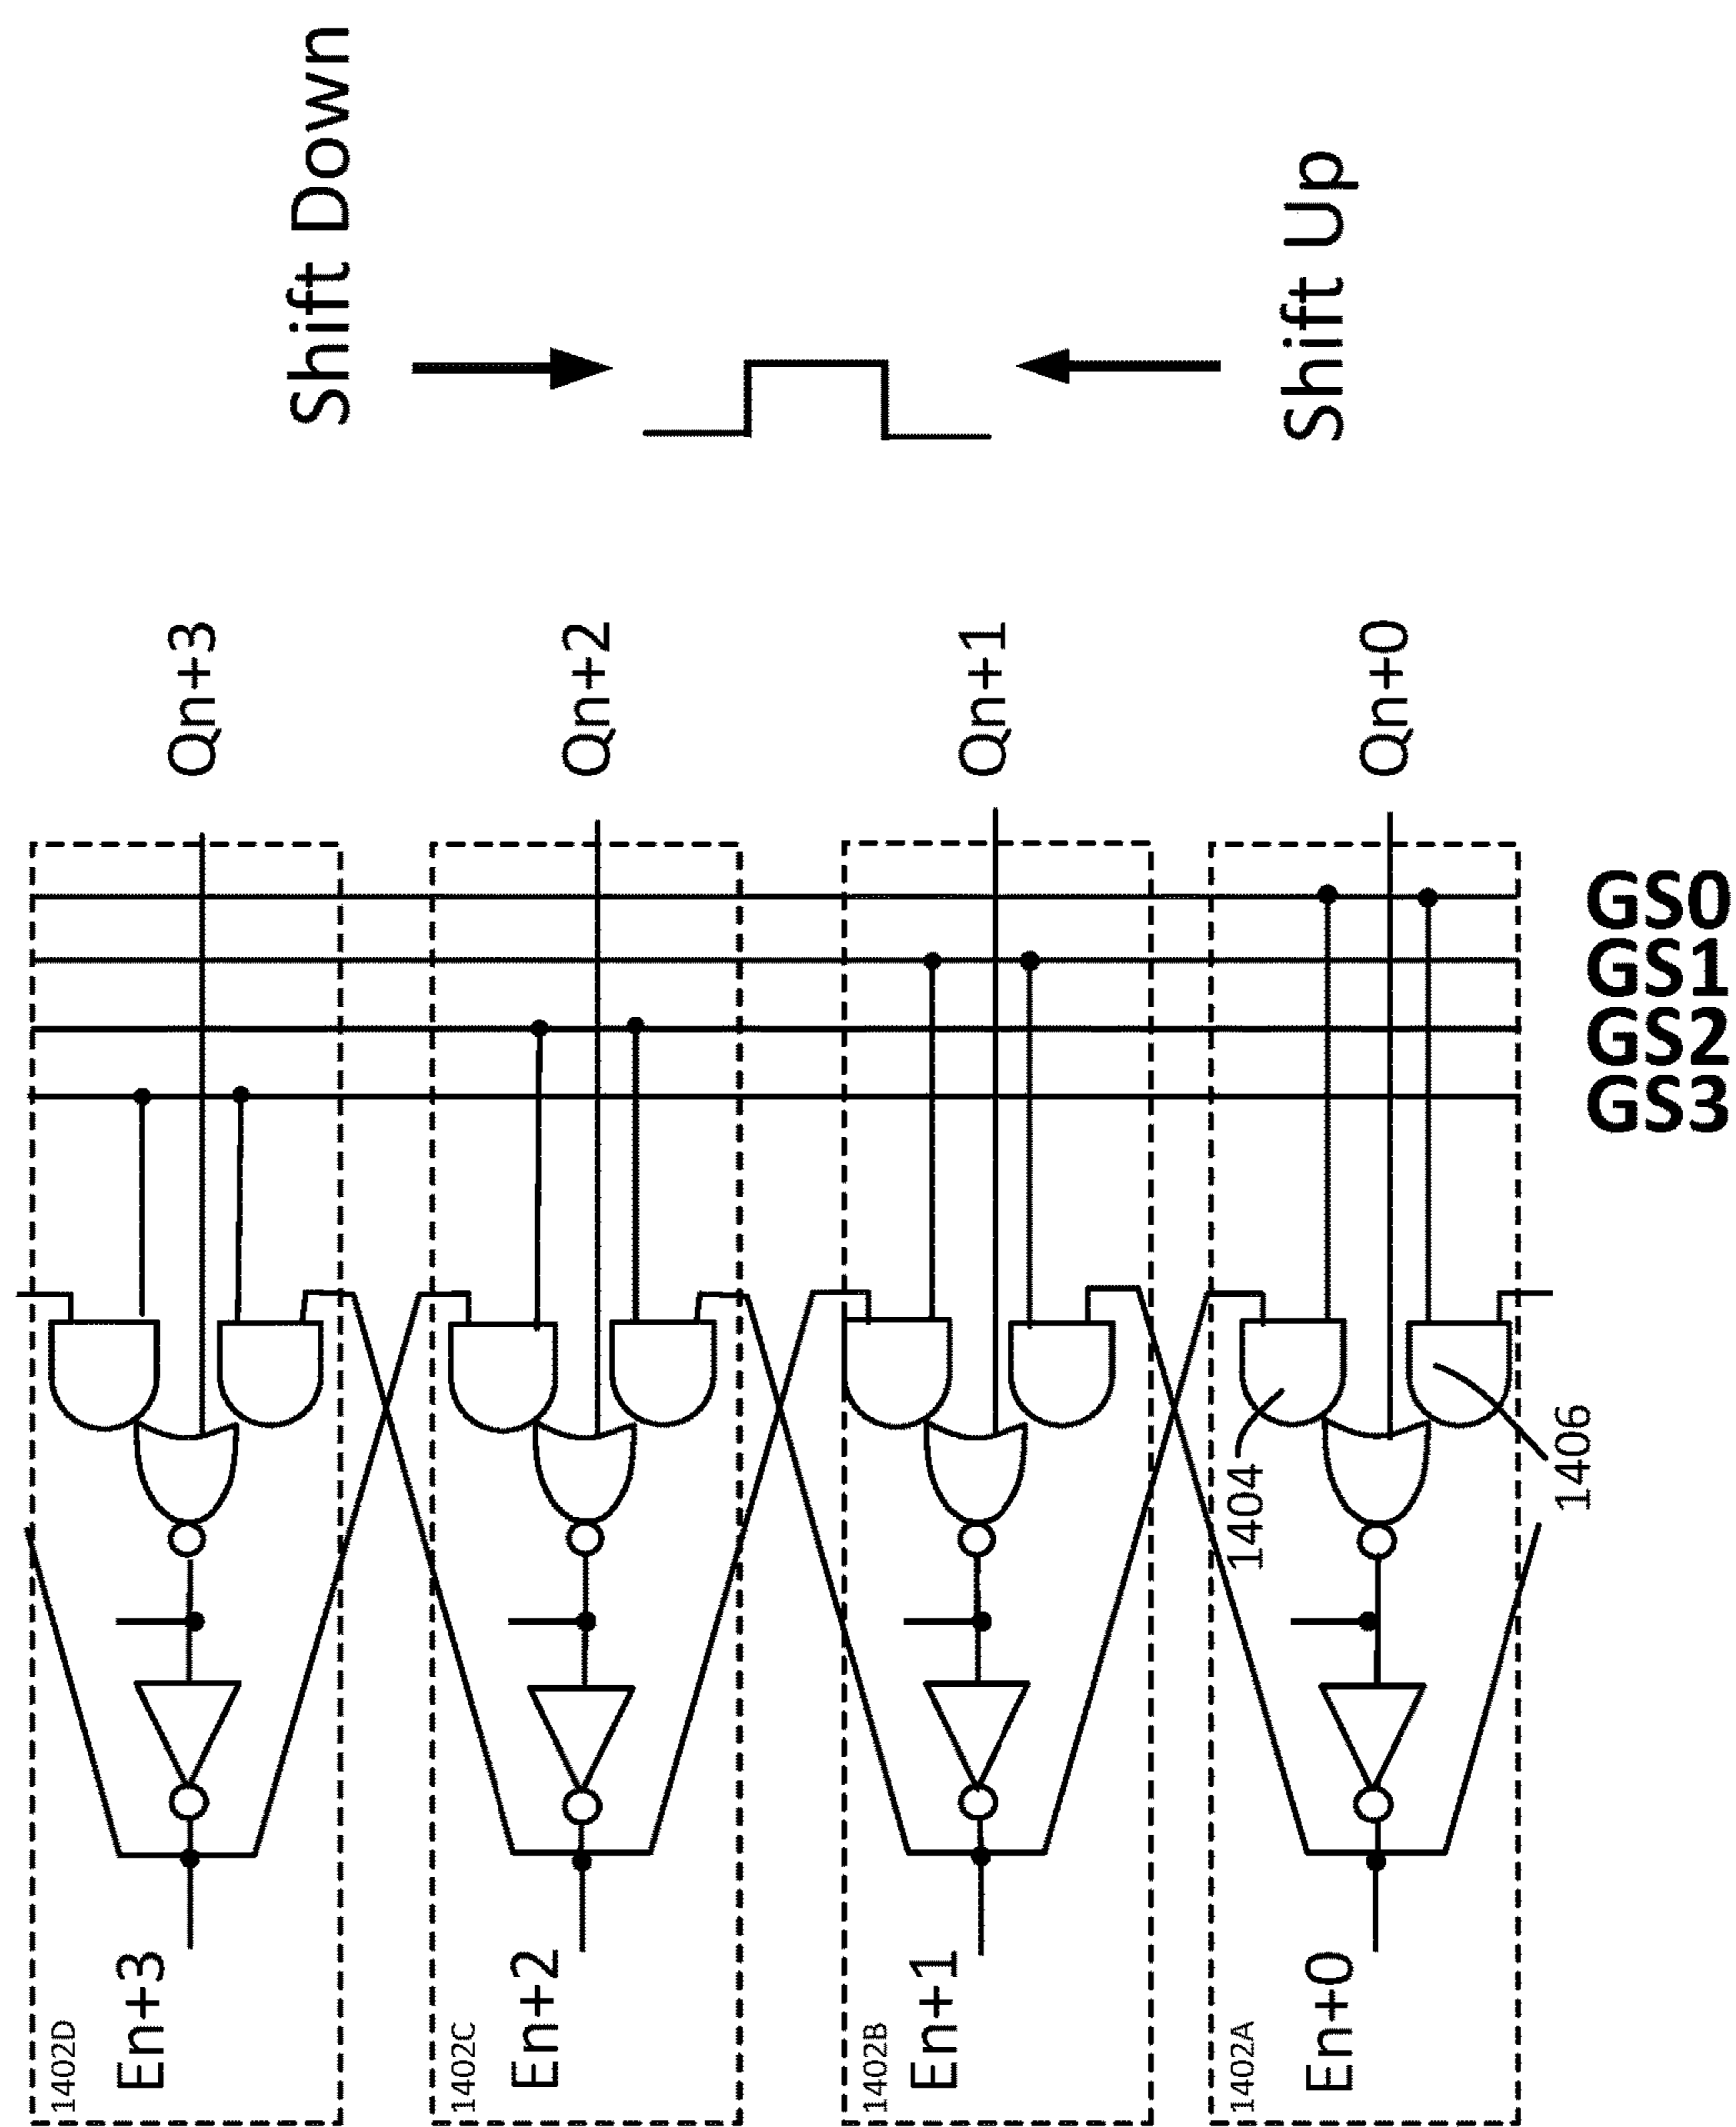 Shift Down
Shift Up
Qn+3
Qn+2
Qn+1
Qn+0
GS0
GS1
GS2
GS3
1404
1406
1402D
En+3
1402C
En+2
1402B
En+1
1402A
En+0